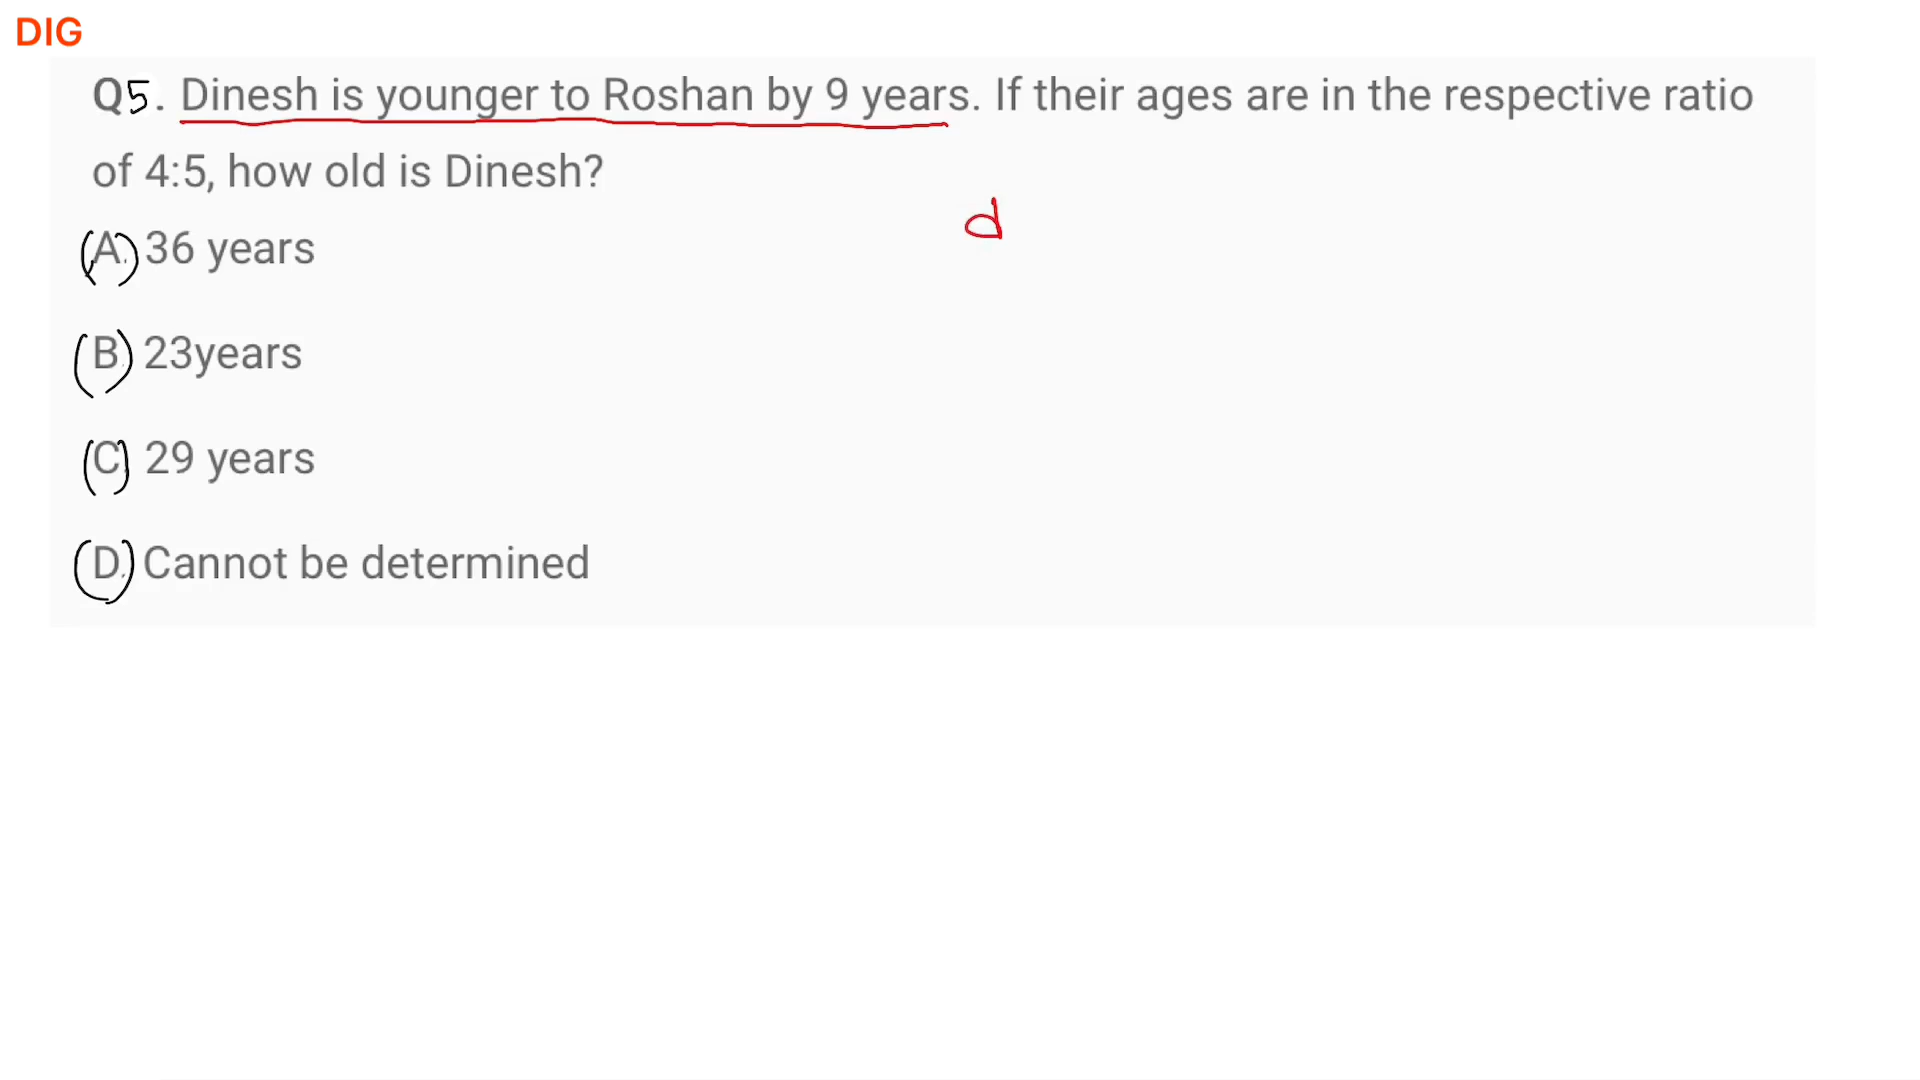 DIG
Q5. Dinesh is younger to Roshan by 9 years. If their ages are in the respective ratio
of 4:5, how old is Dinesh?
d
(A.) 36 years
(B.) 23years
(C.) 29 years
(D.) Cannot be determined